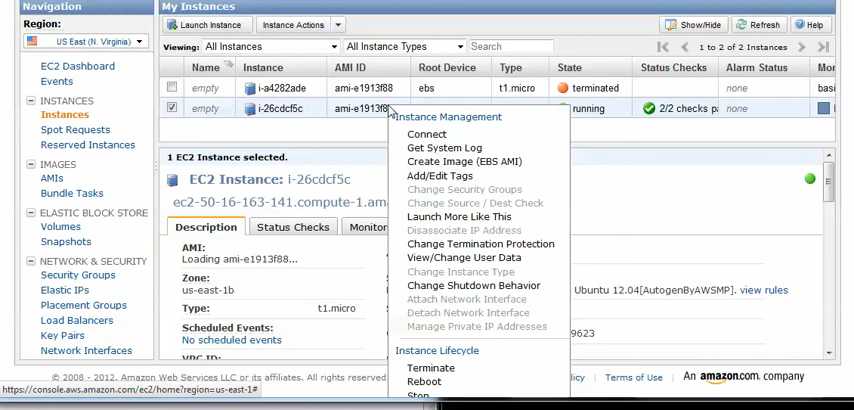 Navigation
Region:
US East (N. Virginia)
EC2 Dashboard
Events
INSTANCES
Instances
Spot Requests
Reserved Instances
IMAGES
AMIs
Bundle Tasks
ELASTIC BLOCK STORE
Volumes
Snapshots
NETWORK & SECURITY
Security Groups
Elastic IPs
Placement Groups
Load Balancers
Key Pairs
Network Interfaces
My Instances
Launch Instance Instance Actions Show/Hide Refresh Help
Viewing: All Instances All Instance Types Search 1 to 2 of 2 Instances
Name Instance AMI ID Root Device Type State Status Checks Alarm Status Mon
empty i-a4282ade ami-e1913f88 ebs t1.micro terminated none basi
empty i-26cdcf5c ami-e1913f88 running 2/2 checks pa none
1 EC2 Instance selected.
EC2 Instance: i-26cdcf5c
ec2-50-16-163-141.compute-1.ama
Description Status Checks Monitor
AMI:
Loading ami-e1913f88...
Zone:
us-east-1b
Ubuntu 12.04[AutogenByAWSMP]. view rules
Type: t1.micro
Scheduled Events:
No scheduled events
9623
VPC ID:
Instance Management
Connect
Get System Log
Create Image (EBS AMI)
Add/Edit Tags
Change Security Groups
Change Source / Dest Check
Launch More Like This
Disassociate IP Address
Change Termination Protection
View/Change User Data
Change Instance Type
Change Shutdown Behavior
Attach Network Interface
Detach Network Interface
Manage Private IP Addresses
Instance Lifecycle
Terminate
Reboot
Stop
© 2008 - 2012, Amazon Web Services LLC or its affiliates. All right
licy Terms of Use An amazon.com company
https://console.aws.amazon.com/ec2/home?region=us-east-1#